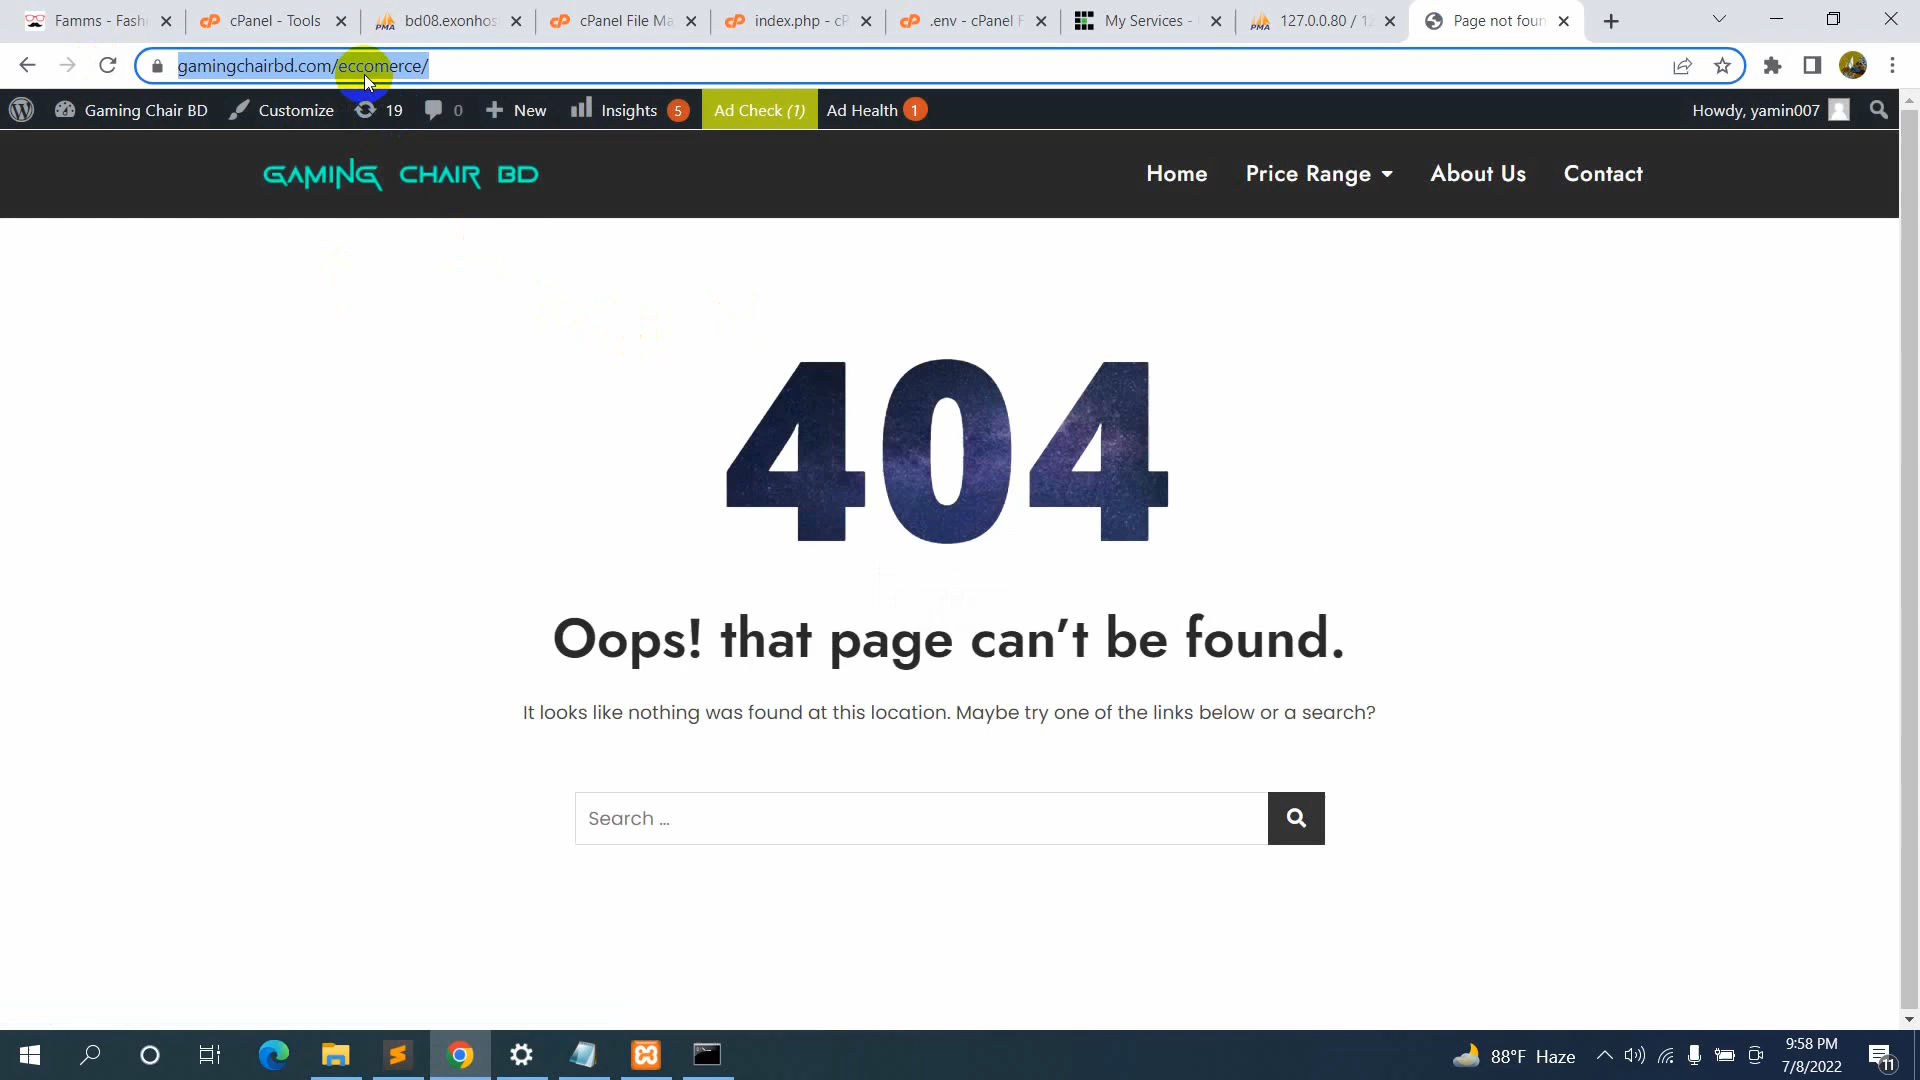 Famms - Fashi
cPanel - Tools
bd08.exonhos
cPanel File Ma
index.php - cP
.env - cPanel F
My Services -
127.0.0.80 / 12
Page not foun
gamingchairbd.com/eccomerce/
Gaming Chair BD
Customize
19
0
New
Insights 5
Ad Check (1)
Ad Health 1
Howdy, yamin007
GAMING CHAIR BD
Home
Price Range
About Us
Contact
404
Oops! that page can’t be found.
It looks like nothing was found at this location. Maybe try one of the links below or a search?
Search …
88°F Haze
9:58 PM
7/8/2022
11